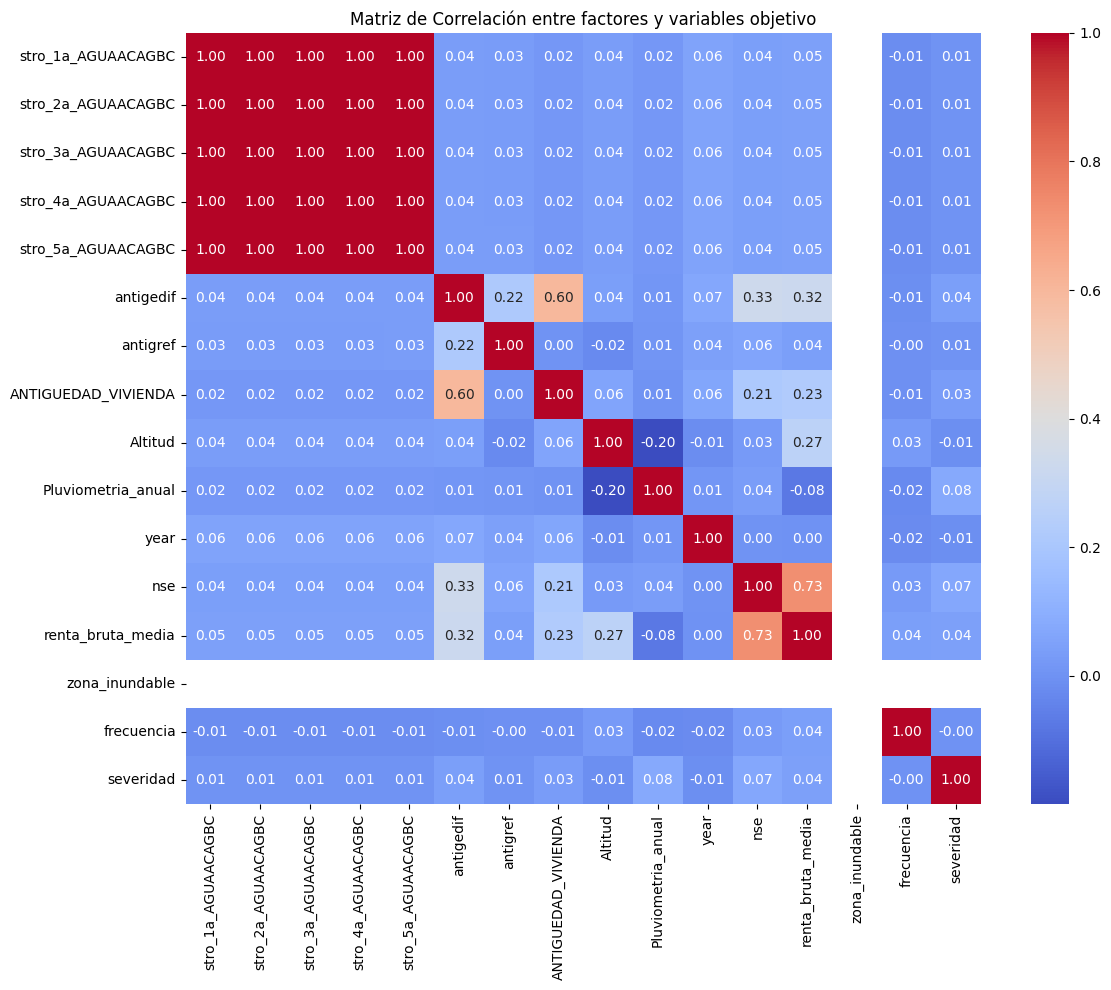 Matriz de Correlación entre factores y variables objetivo
stro_1a_AGUAACAGBC 1.00 1.00 1.00 1.00 1.00 0.04 0.03 0.02 0.04 0.02 0.06 0.04 0.05 -0.01 0.01
stro_2a_AGUAACAGBC 1.00 1.00 1.00 1.00 1.00 0.04 0.03 0.02 0.04 0.02 0.06 0.04 0.05 -0.01 0.01
stro_3a_AGUAACAGBC 1.00 1.00 1.00 1.00 1.00 0.04 0.03 0.02 0.04 0.02 0.06 0.04 0.05 -0.01 0.01
stro_4a_AGUAACAGBC 1.00 1.00 1.00 1.00 1.00 0.04 0.03 0.02 0.04 0.02 0.06 0.04 0.05 -0.01 0.01
stro_5a_AGUAACAGBC 1.00 1.00 1.00 1.00 1.00 0.04 0.03 0.02 0.04 0.02 0.06 0.04 0.05 -0.01 0.01
antigedif 0.04 0.04 0.04 0.04 0.04 1.00 0.22 0.60 0.04 0.01 0.07 0.33 0.32 -0.01 0.04
antigref 0.03 0.03 0.03 0.03 0.03 0.22 1.00 0.00 -0.02 0.01 0.04 0.06 0.04 -0.00 0.01
ANTIGUEDAD_VIVIENDA 0.02 0.02 0.02 0.02 0.02 0.60 0.00 1.00 0.06 0.01 0.06 0.21 0.23 -0.01 0.03
Altitud 0.04 0.04 0.04 0.04 0.04 0.04 -0.02 0.06 1.00 -0.20 -0.01 0.03 0.27 0.03 -0.01
Pluviometria_anual 0.02 0.02 0.02 0.02 0.02 0.01 0.01 0.01 -0.20 1.00 0.01 0.04 -0.08 -0.02 0.08
year 0.06 0.06 0.06 0.06 0.06 0.07 0.04 0.06 -0.01 0.01 1.00 0.00 0.00 -0.02 -0.01
nse 0.04 0.04 0.04 0.04 0.04 0.33 0.06 0.21 0.03 0.04 0.00 1.00 0.73 0.03 0.07
renta_bruta_media 0.05 0.05 0.05 0.05 0.05 0.32 0.04 0.23 0.27 -0.08 0.00 0.73 1.00 0.04 0.04
zona_inundable
frecuencia -0.01 -0.01 -0.01 -0.01 -0.01 -0.01 -0.00 -0.01 0.03 -0.02 -0.02 0.03 0.04 1.00 -0.00
severidad 0.01 0.01 0.01 0.01 0.01 0.04 0.01 0.03 -0.01 0.08 -0.01 0.07 0.04 -0.00 1.00
stro_1a_AGUAACAGBC
stro_2a_AGUAACAGBC
stro_3a_AGUAACAGBC
stro_4a_AGUAACAGBC
stro_5a_AGUAACAGBC
antigedif
antigref
ANTIGUEDAD_VIVIENDA
Altitud
Pluviometria_anual
year
nse
renta_bruta_media
zona_inundable
frecuencia
severidad
1.0
0.8
0.6
0.4
0.2
0.0